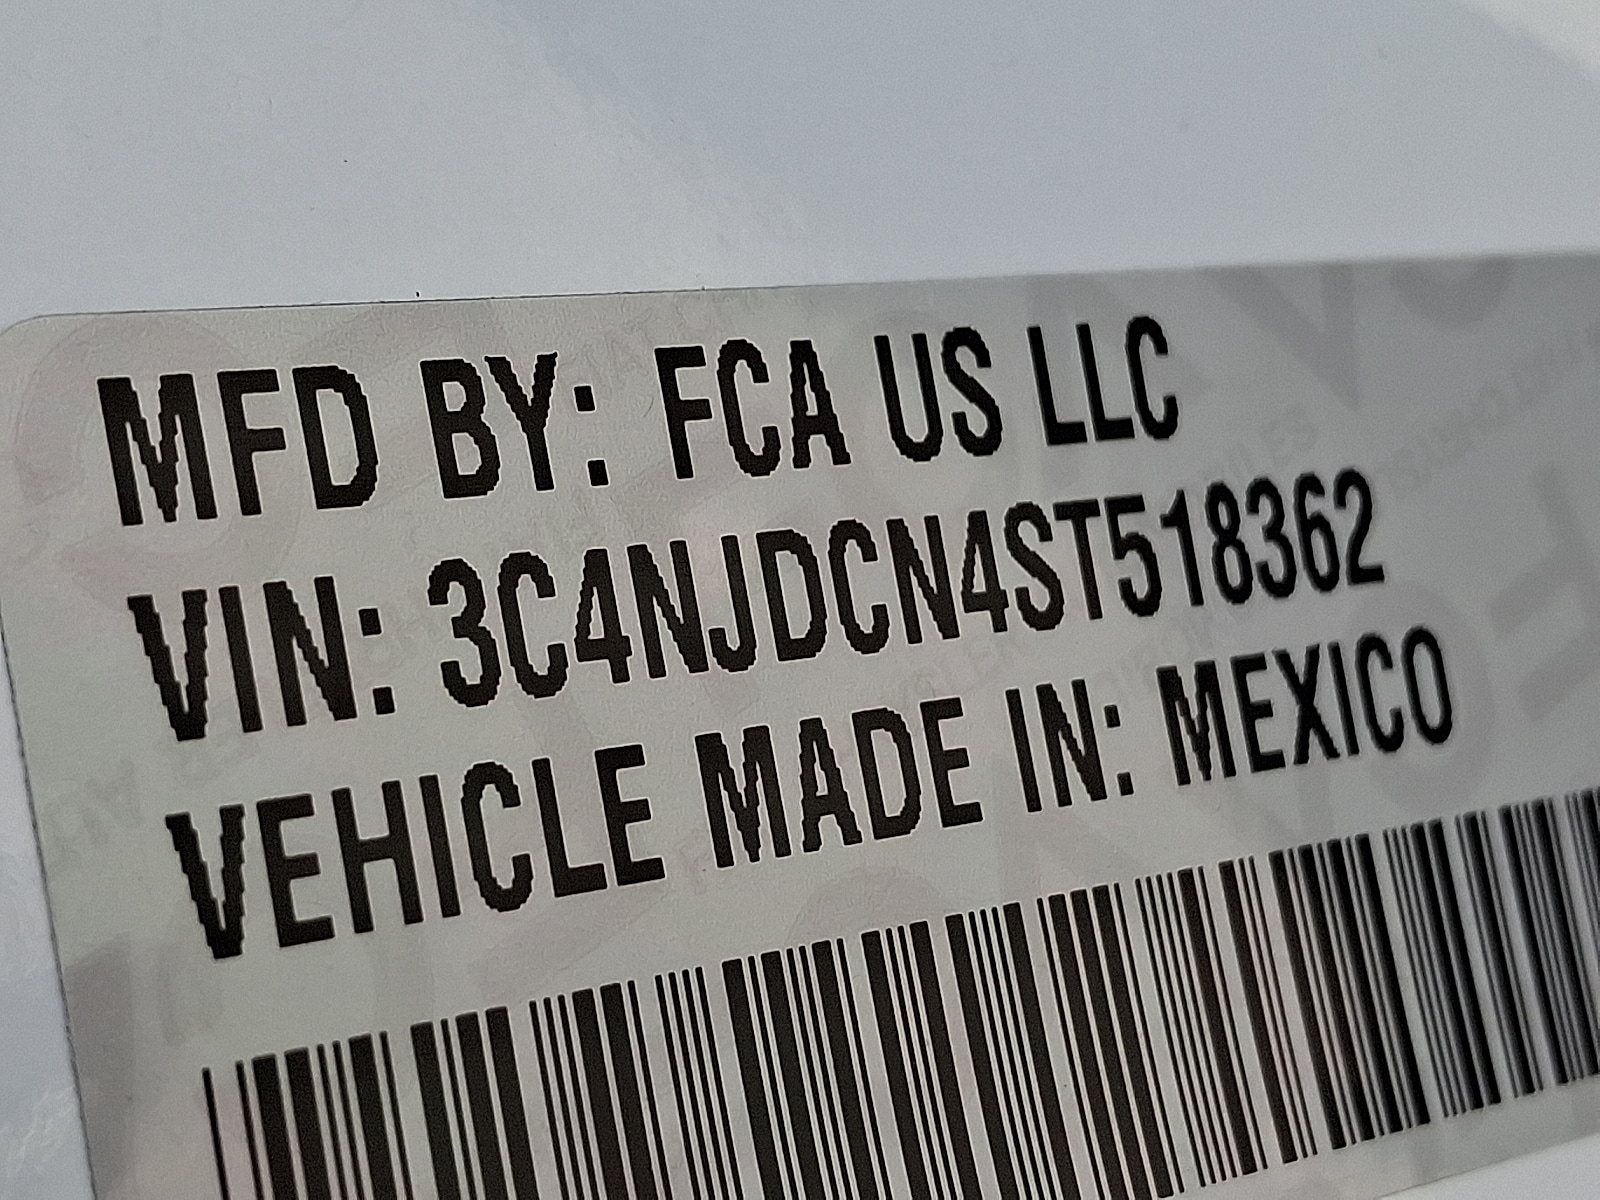 MFD BY: FCA US LLC
VIN: 3C4NJDCN4ST518362
VEHICLE MADE IN: MEXICO